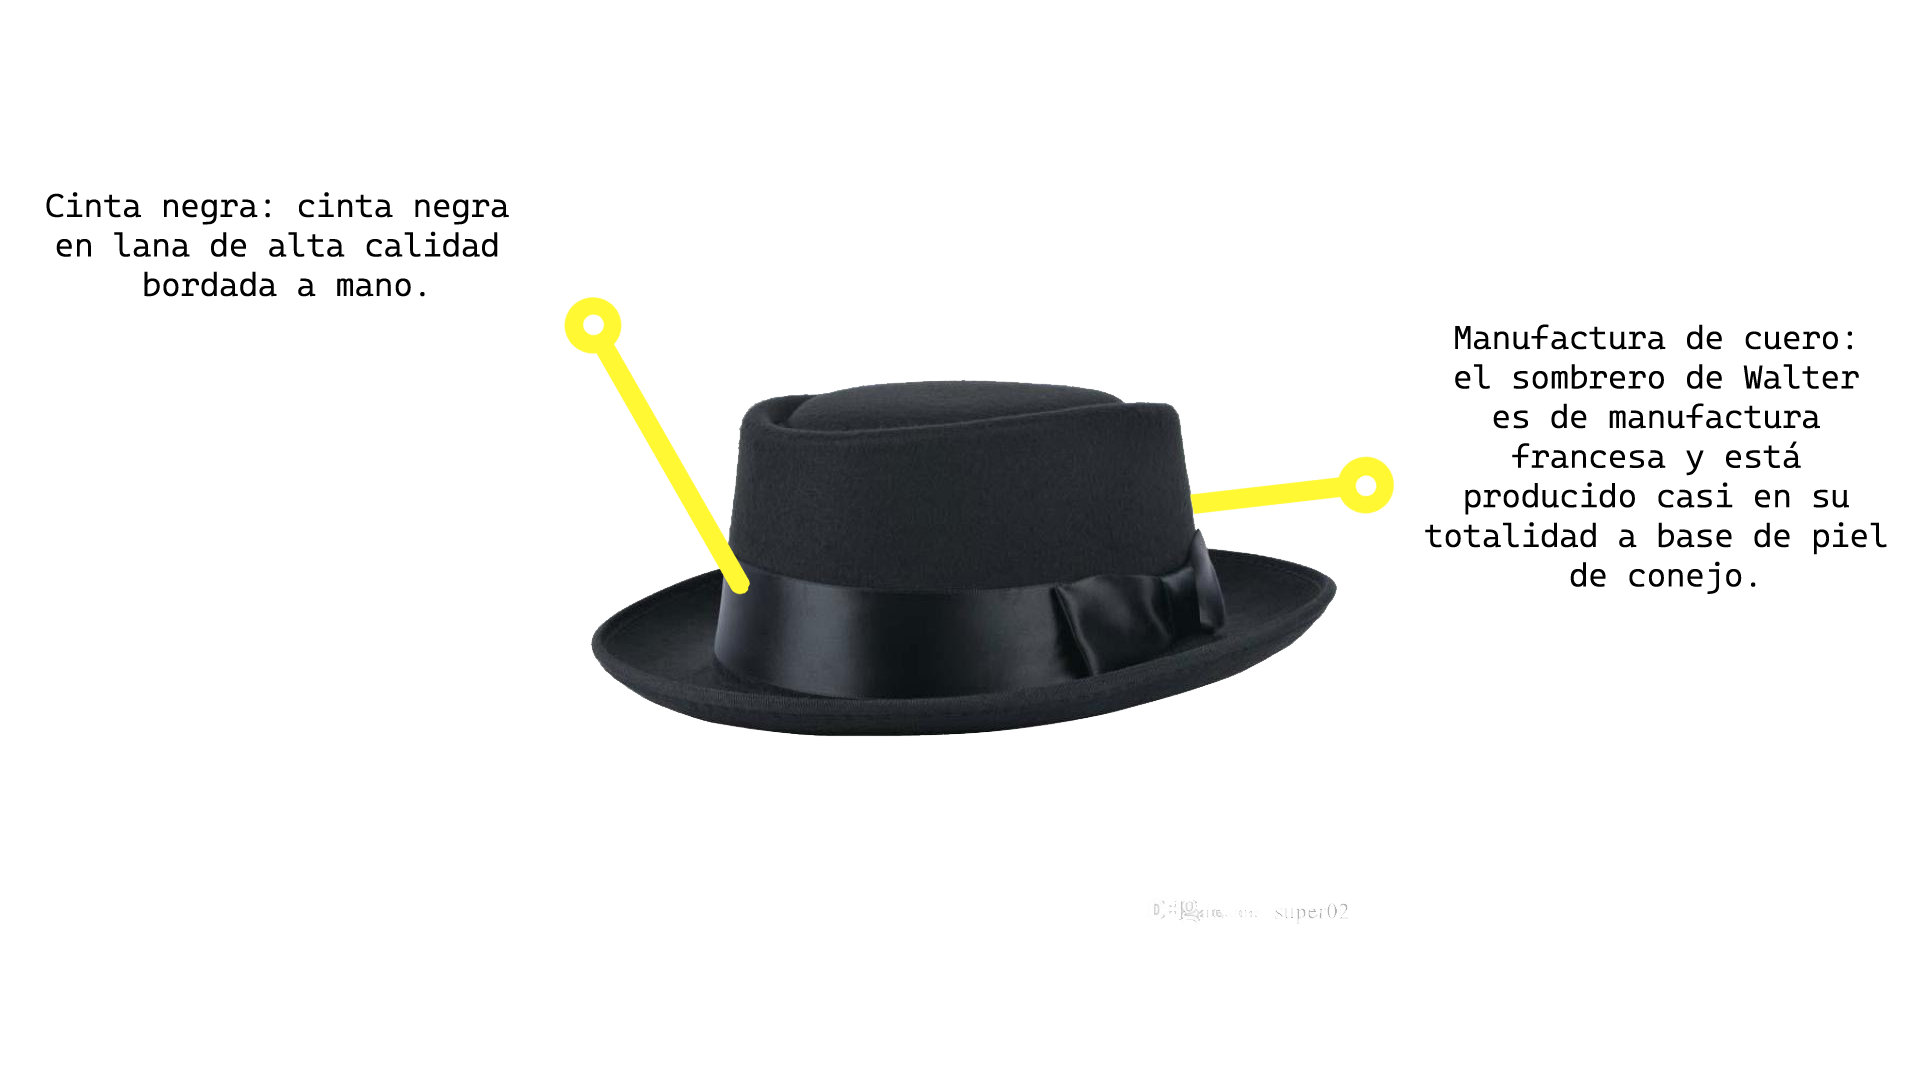 Cinta negra: cinta negra
en lana de alta calidad
bordada a mano.
Manufactura de cuero:
el sombrero de Walter
es de manufactura
francesa y está
producido casi en su
totalidad a base de piel
de conejo.
super02